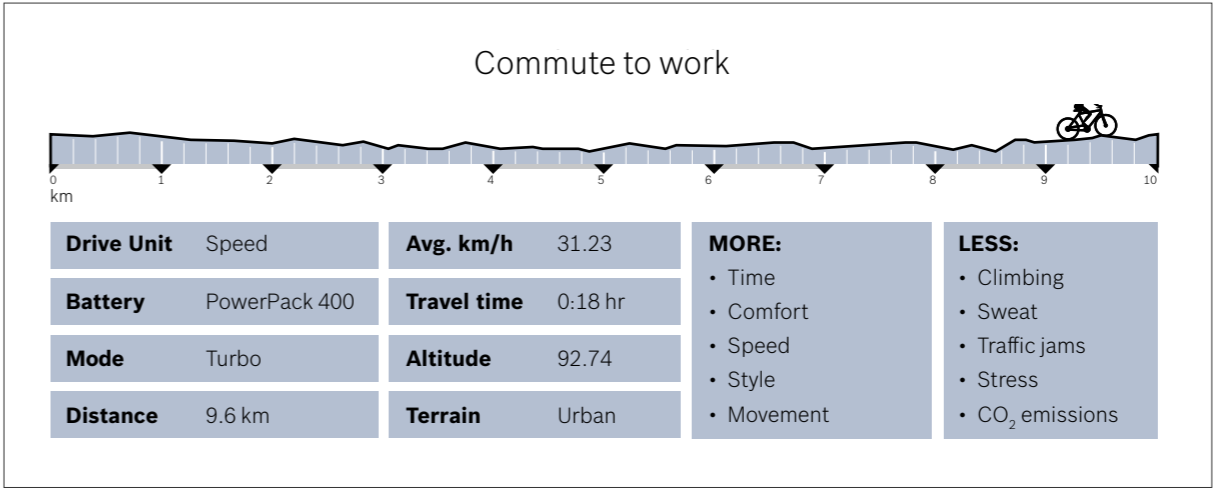 Commute to work
0 1 2 3 4 5 6 7 8 9 10
km
Drive Unit Speed
Battery PowerPack 400
Mode Turbo
Distance 9.6 km
Avg. km/h 31.23
Travel time 0:18 hr
Altitude 92.74
Terrain Urban
MORE:
• Time
• Comfort
• Speed
• Style
• Movement
LESS:
• Climbing
• Sweat
• Traffic jams
• Stress
• CO₂ emissions